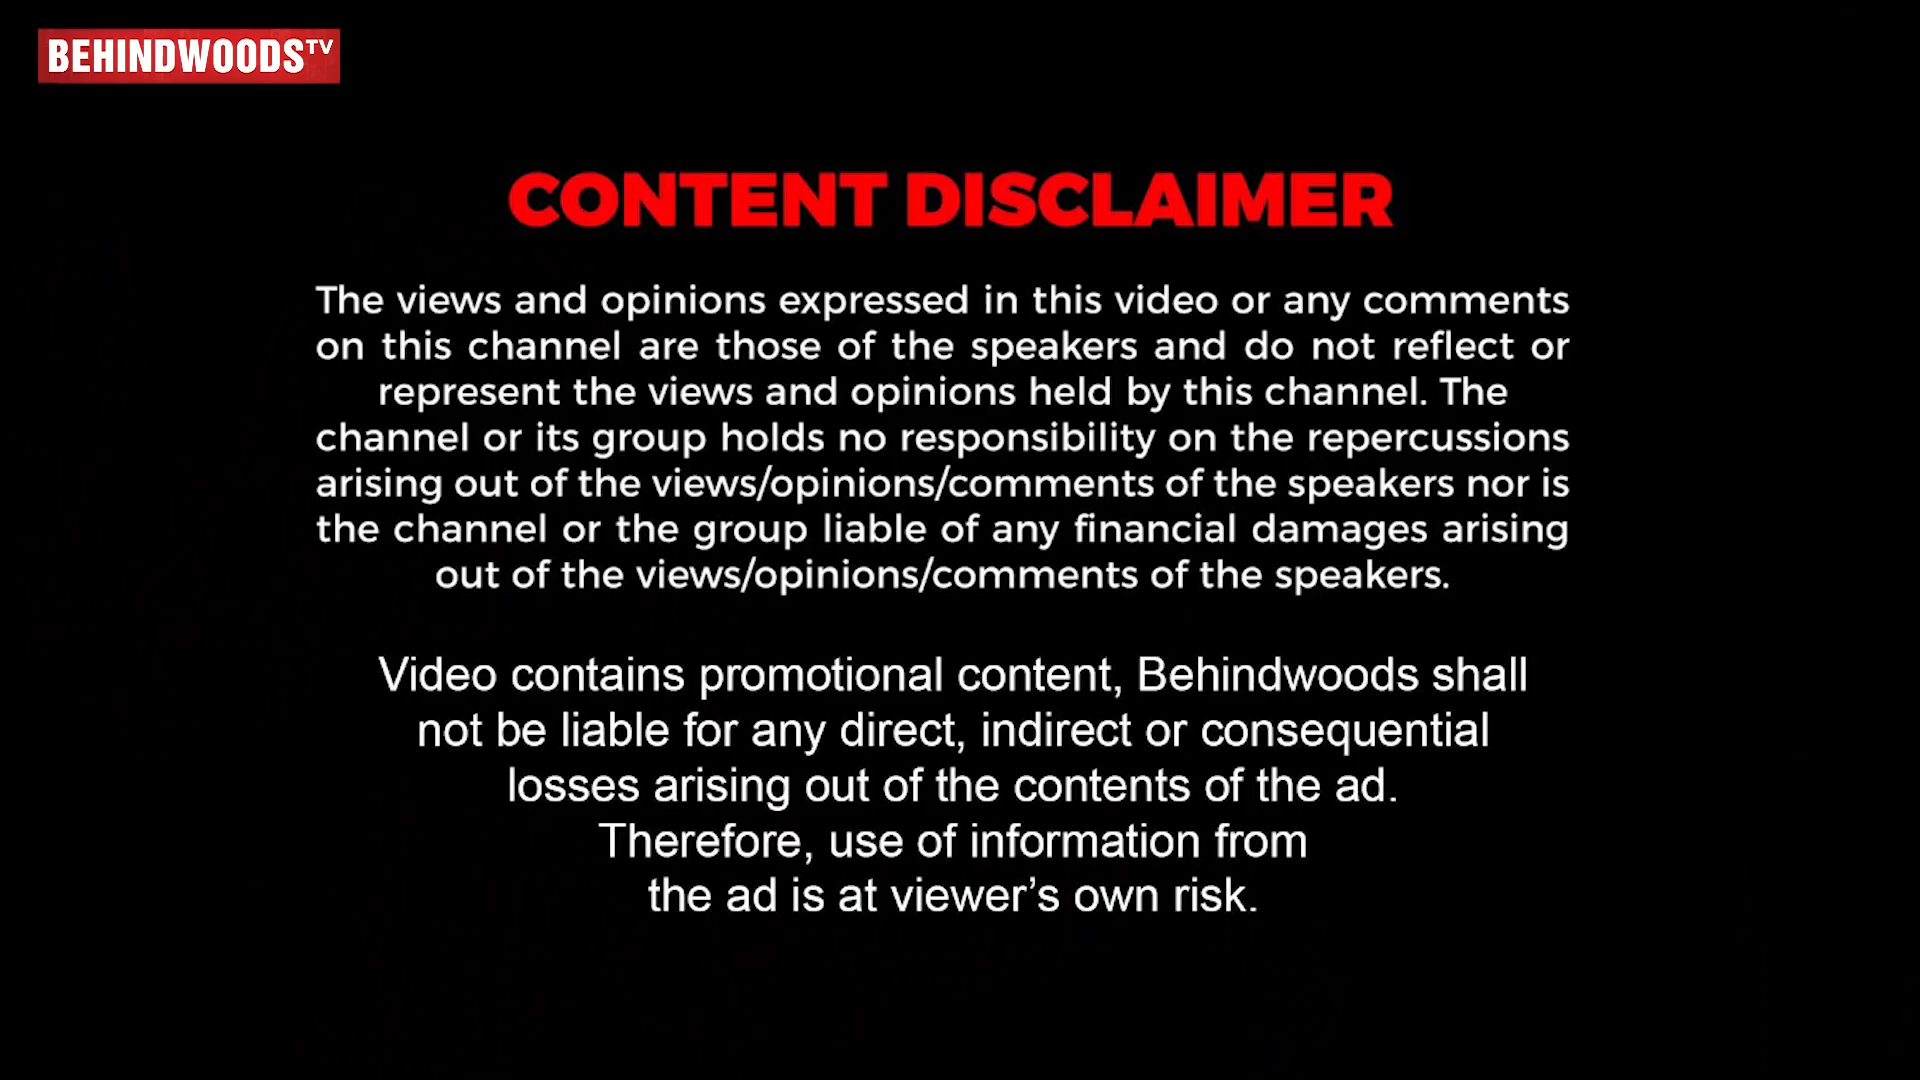 BEHINDWOODS TV
CONTENT DISCLAIMER
The views and opinions expressed in this video or any comments
on this channel are those of the speakers and do not reflect or
represent the views and opinions held by this channel. The
channel or its group holds no responsibility on the repercussions
arising out of the views/opinions/comments of the speakers nor is
the channel or the group liable of any financial damages arising
out of the views/opinions/comments of the speakers.
Video contains promotional content, Behindwoods shall
not be liable for any direct, indirect or consequential
losses arising out of the contents of the ad.
Therefore, use of information from
the ad is at viewer’s own risk.